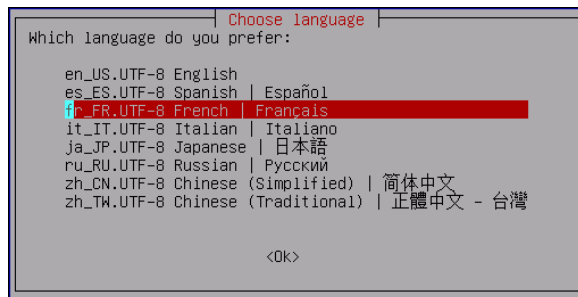 Choose language
Which language do you prefer:
en_US.UTF-8 English
es_ES.UTF-8 Spanish | Español
fr_FR.UTF-8 French | Français
it_IT.UTF-8 Italian | Italiano
ja_JP.UTF-8 Japanese | 日本語
ru_RU.UTF-8 Russian | Русский
zh_CN.UTF-8 Chinese (Simplified) | 简体中文
zh_TW.UTF-8 Chinese (Traditional) | 正體中文 - 台灣
<Ok>